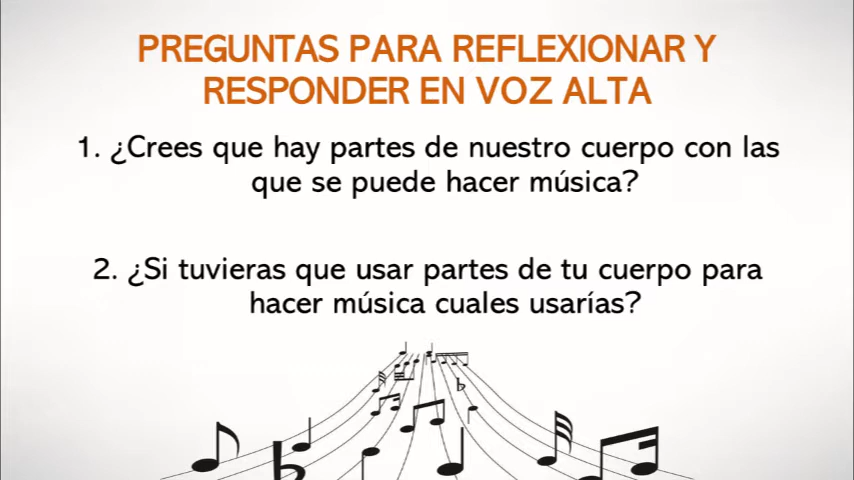 PREGUNTAS PARA REFLEXIONAR Y
RESPONDER EN VOZ ALTA
1. ¿Crees que hay partes de nuestro cuerpo con las
que se puede hacer música?
2. ¿Si tuvieras que usar partes de tu cuerpo para
hacer música cuales usarías?